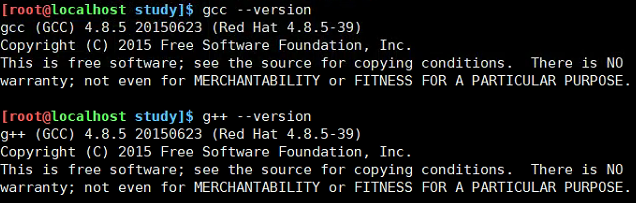 [root@localhost study]$ gcc --version
gcc (GCC) 4.8.5 20150623 (Red Hat 4.8.5-39)
Copyright (C) 2015 Free Software Foundation, Inc.
This is free software; see the source for copying conditions.  There is NO
warranty; not even for MERCHANTABILITY or FITNESS FOR A PARTICULAR PURPOSE.

[root@localhost study]$ g++ --version
g++ (GCC) 4.8.5 20150623 (Red Hat 4.8.5-39)
Copyright (C) 2015 Free Software Foundation, Inc.
This is free software; see the source for copying conditions.  There is NO
warranty; not even for MERCHANTABILITY or FITNESS FOR A PARTICULAR PURPOSE.